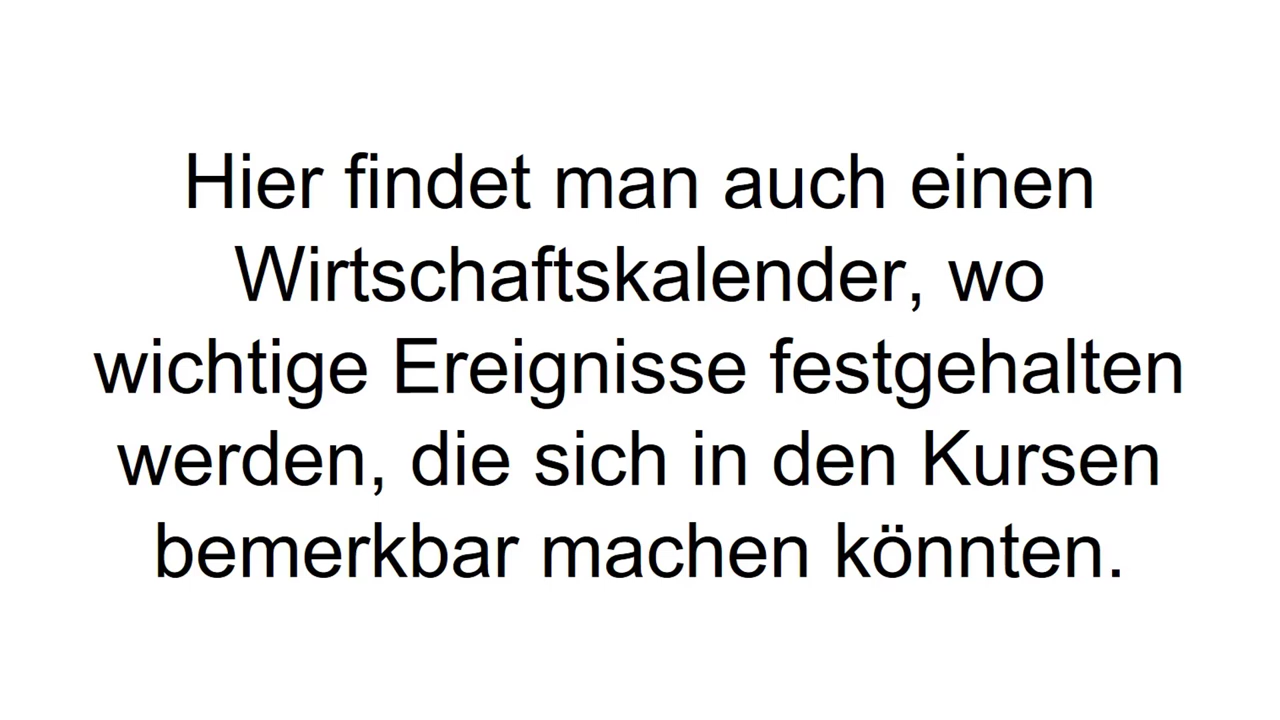 Hier findet man auch einen
Wirtschaftskalender, wo
wichtige Ereignisse festgehalten
werden, die sich in den Kursen
bemerkbar machen könnten.